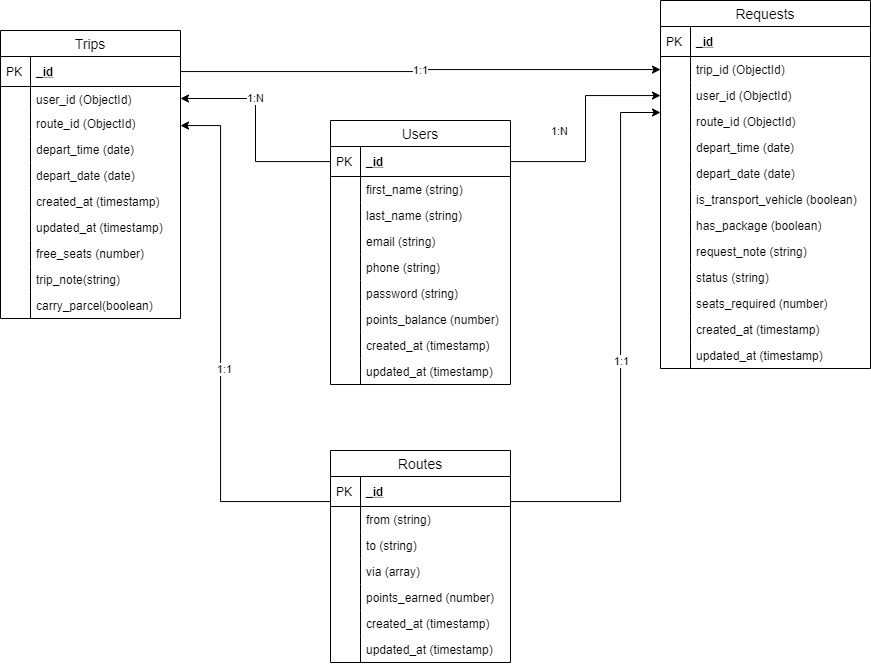 Trips
PK _id
user_id (ObjectId)
route_id (ObjectId)
depart_time (date)
depart_date (date)
created_at (timestamp)
updated_at (timestamp)
free_seats (number)
trip_note(string)
carry_parcel(boolean)
1:1
1:N
Users
PK _id
first_name (string)
last_name (string)
email (string)
phone (string)
password (string)
points_balance (number)
created_at (timestamp)
updated_at (timestamp)
1:N
Requests
PK _id
trip_id (ObjectId)
user_id (ObjectId)
route_id (ObjectId)
depart_time (date)
depart_date (date)
is_transport_vehicle (boolean)
has_package (boolean)
request_note (string)
status (string)
seats_required (number)
created_at (timestamp)
updated_at (timestamp)
1:1
1:1
Routes
PK _id
from (string)
to (string)
via (array)
points_earned (number)
created_at (timestamp)
updated_at (timestamp)